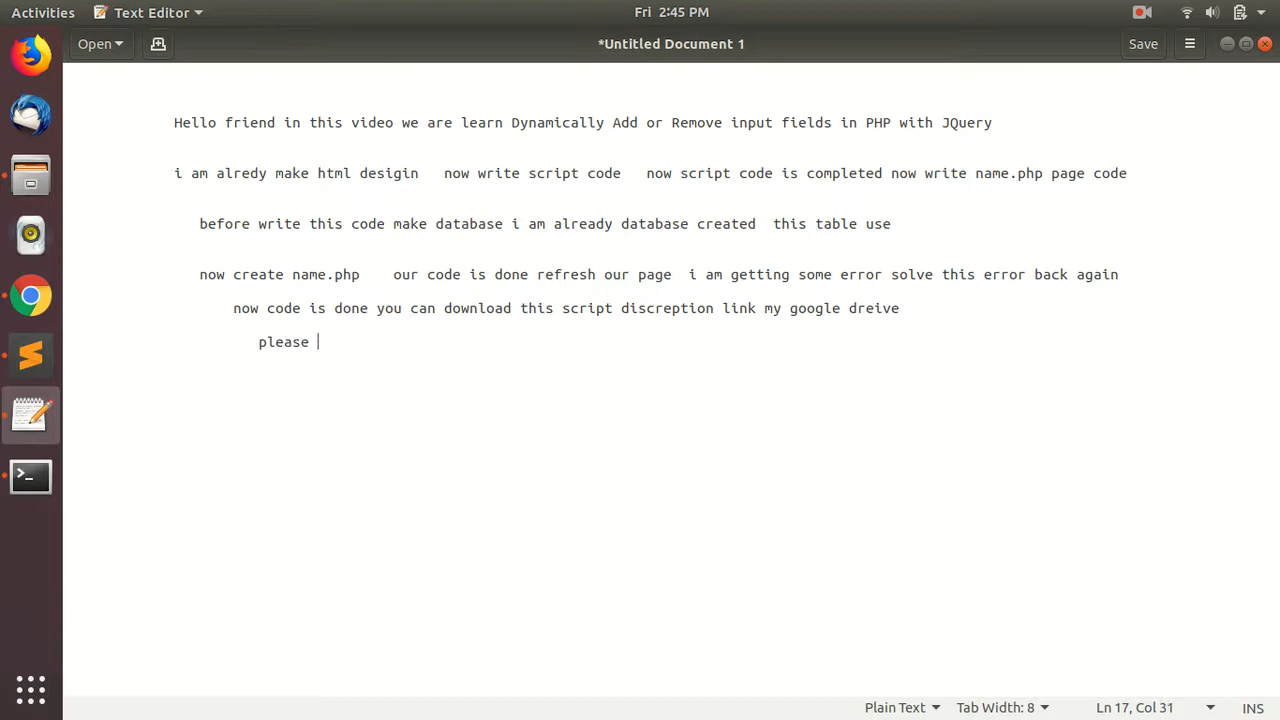 Activities Text Editor Fri 2:45 PM
Open *Untitled Document 1 Save
Hello friend in this video we are learn Dynamically Add or Remove input fields in PHP with JQuery
i am alredy make html desigin now write script code now script code is completed now write name.php page code
before write this code make database i am already database created this table use
now create name.php our code is done refresh our page i am getting some error solve this error back again
now code is done you can download this script discreption link my google dreive
please
Plain Text Tab Width: 8 Ln 17, Col 31 INS